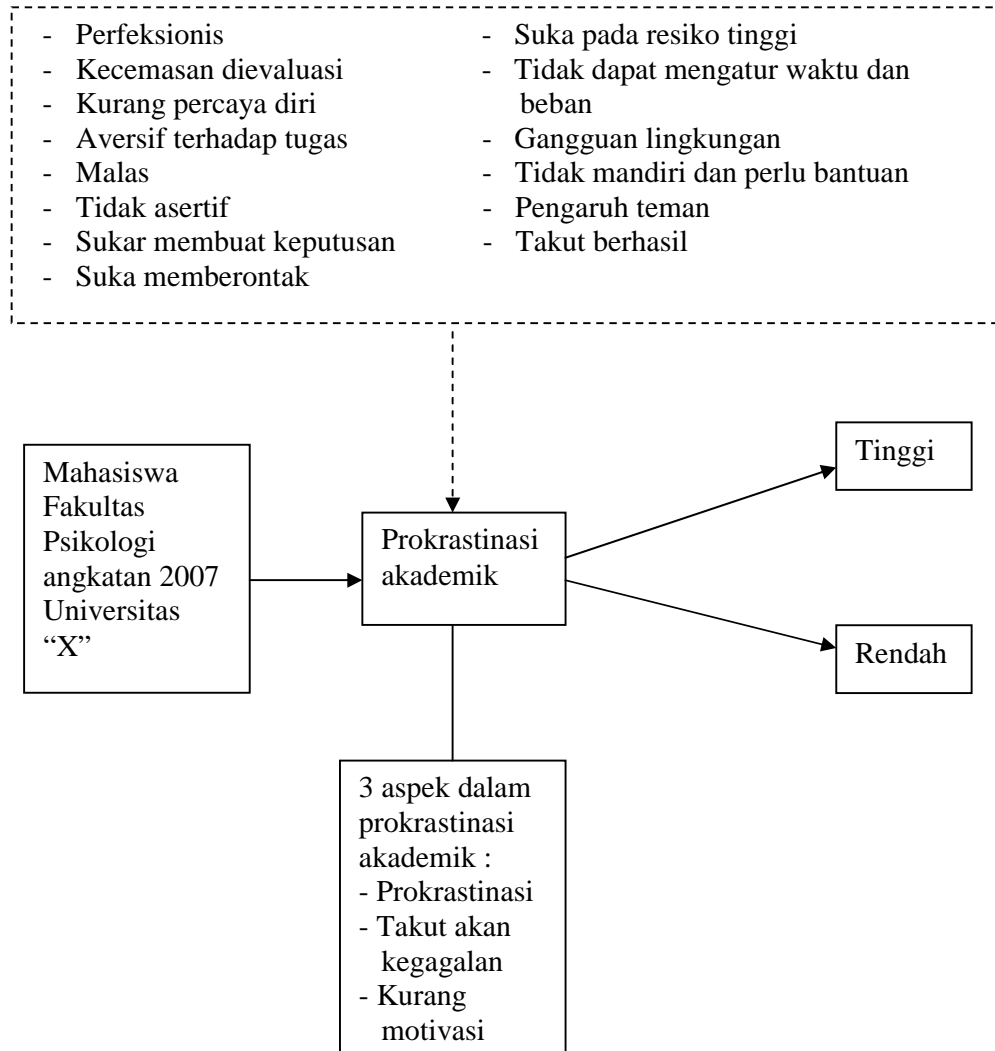 - Perfeksionis
- Kecemasan dievaluasi
- Kurang percaya diri
- Aversif terhadap tugas
- Malas
- Tidak asertif
- Sukar membuat keputusan
- Suka memberontak
- Suka pada resiko tinggi
- Tidak dapat mengatur waktu dan
beban
- Gangguan lingkungan
- Tidak mandiri dan perlu bantuan
- Pengaruh teman
- Takut berhasil
Mahasiswa
Fakultas
Psikologi
angkatan 2007
Universitas
“X”
Prokrastinasi
akademik
Tinggi
Rendah
3 aspek dalam
prokrastinasi
akademik :
- Prokrastinasi
- Takut akan
kegagalan
- Kurang
motivasi